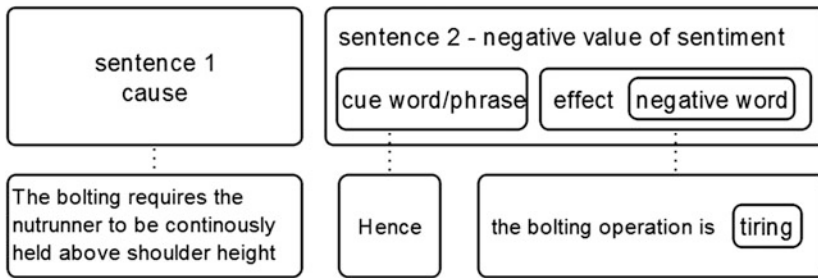 sentence 1
cause
sentence 2 - negative value of sentiment
cue word/phrase
effect negative word
The bolting requires the
nutrunner to be continously
held above shoulder height
Hence
the bolting operation is tiring